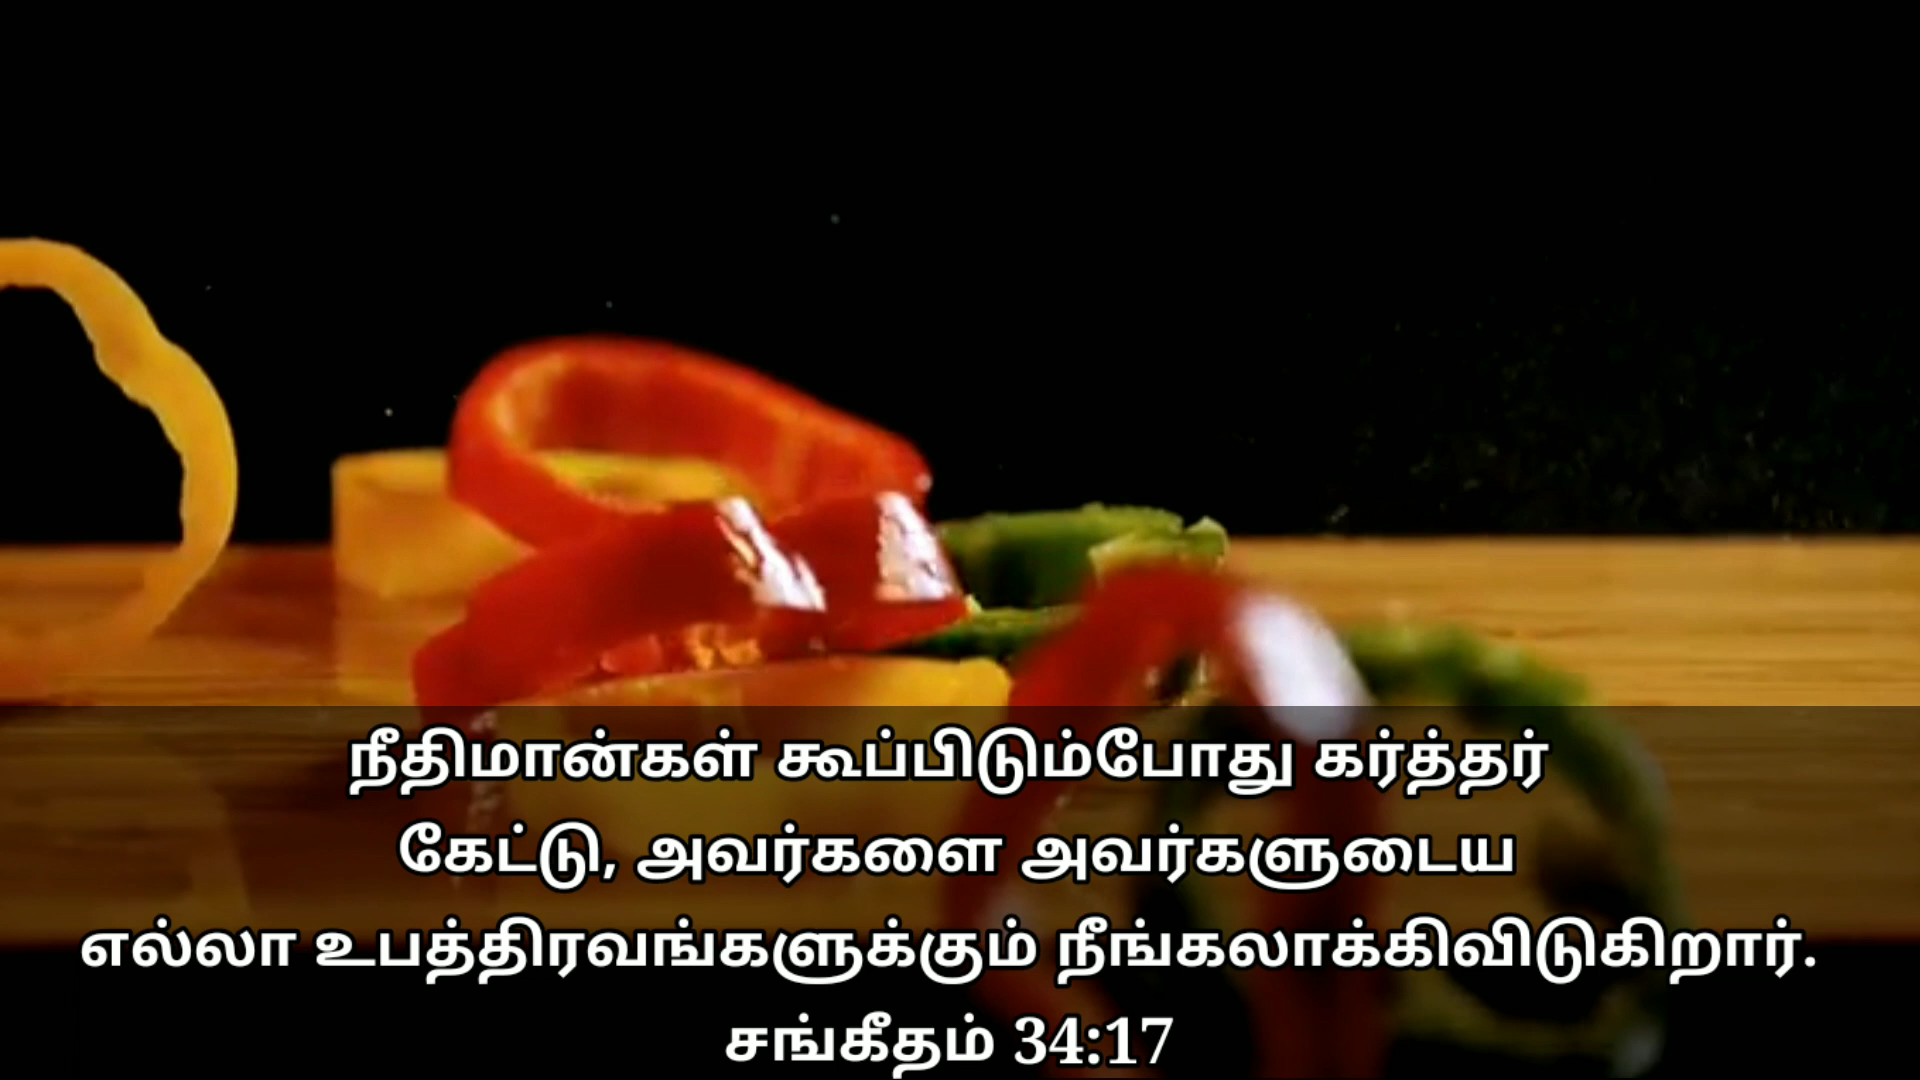 நீதிமான்கள் கூப்பிடும்போது கர்த்தர்
கேட்டு, அவர்களை அவர்களுடைய
எல்லா உபத்திரவங்களுக்கும் நீங்கலாக்கிவிடுகிறார்.
சங்கீதம் 34:17